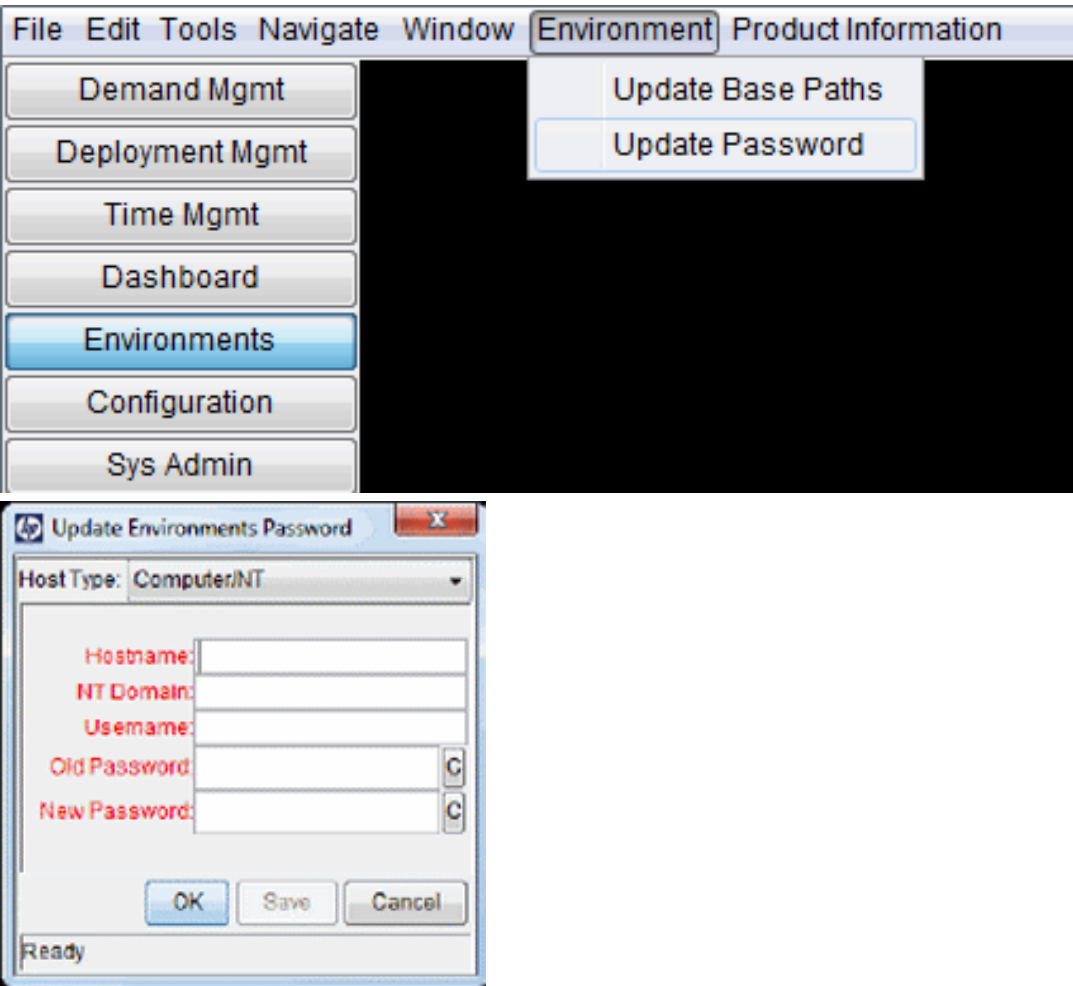 File Edit Tools Navigate Window Environment Product Information
Demand Mgmt
Update Base Paths
Deployment Mgmt
Update Password
Time Mgmt
Dashboard
Environments
Configuration
Sys Admin
hp Update Environments Password X
Host Type: Computer/NT
Hostname:
NT Domain:
Username:
Old Password: C
New Password: C
OK Save Cancel
Ready